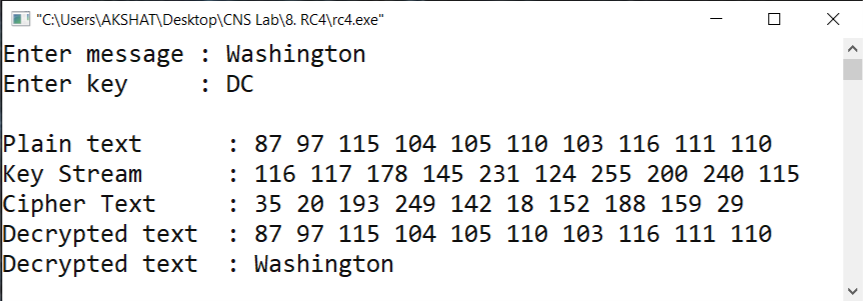 "C:\Users\AKSHAT\Desktop\CNS Lab\8. RC4\rc4.exe"
Enter message : Washington
Enter key     : DC
Plain text      : 87 97 115 104 105 110 103 116 111 110
Key Stream      : 116 117 178 145 231 124 255 200 240 115
Cipher Text     : 35 20 193 249 142 18 152 188 159 29
Decrypted text  : 87 97 115 104 105 110 103 116 111 110
Decrypted text  : Washington